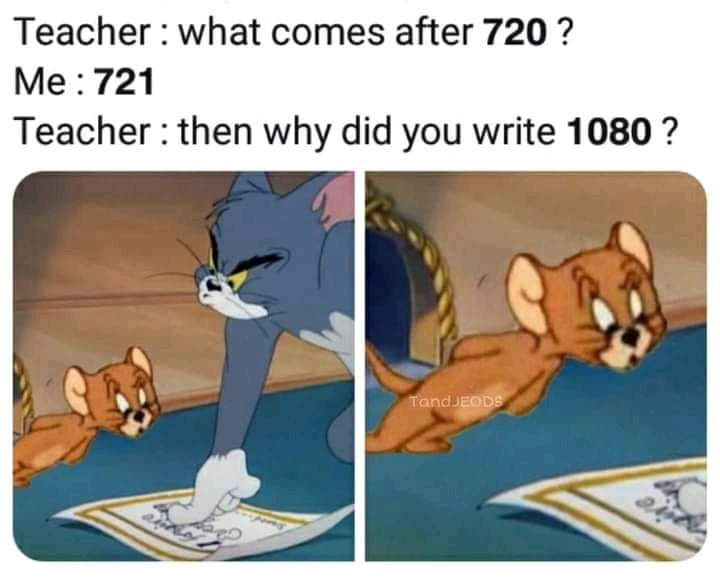 Teacher : what comes after 720 ?
Me : 721
Teacher : then why did you write 1080 ?
TandJEODS